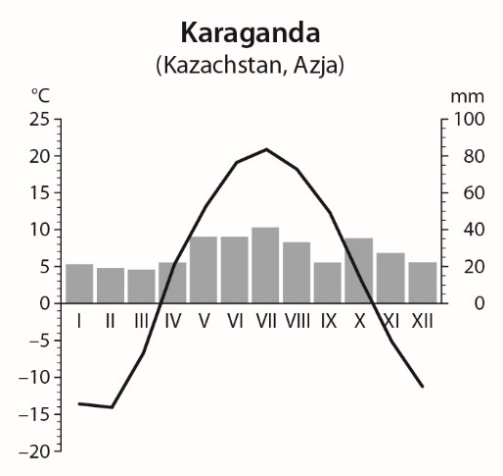 Karaganda
(Kazachstan, Azja)
°C mm
25 100
20 80
15 60
10 40
5 20
0 0
I II III IV V VI VII VIII IX X XI XII
–5
–10
–15
–20